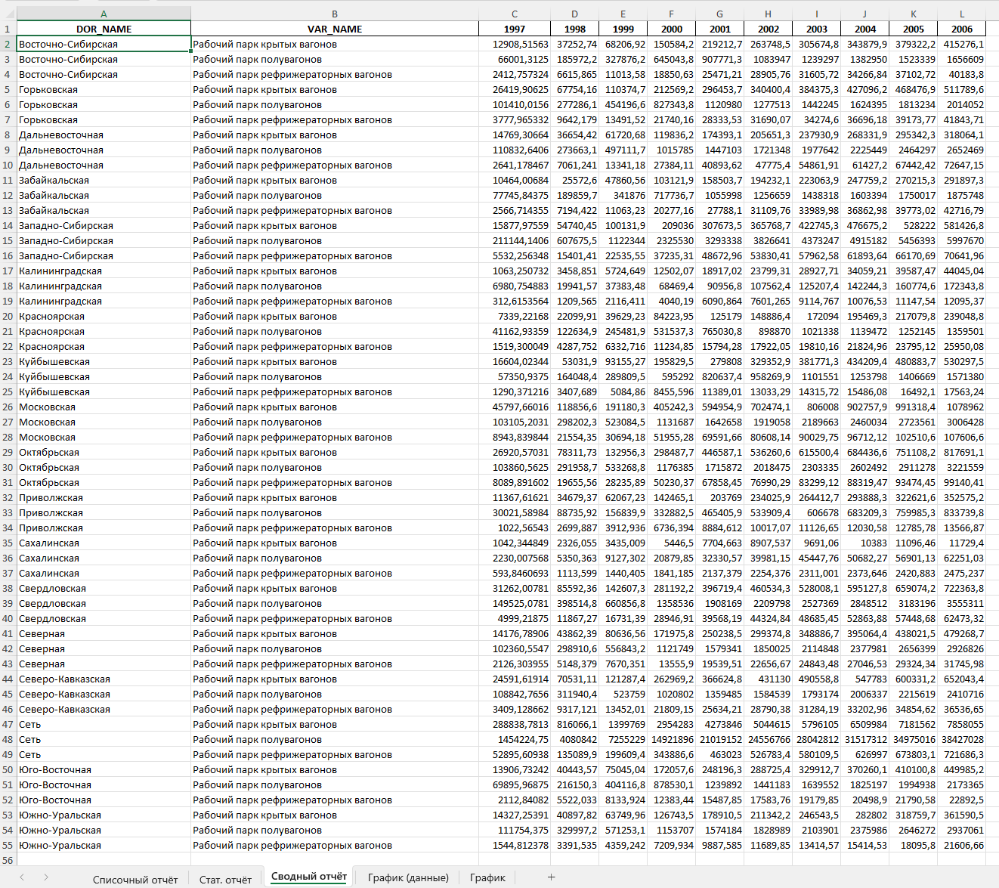 A B C D E F G H I J K L
1 DOR_NAME VAR_NAME 1997 1998 1999 2000 2001 2002 2003 2004 2005 2006
2 Восточно-Сибирская Рабочий парк крытых вагонов 12908,51563 37252,74 68206,92 150584,2 219212,7 263748,5 305674,8 343879,9 379322,2 415276,1
3 Восточно-Сибирская Рабочий парк полувагонов 66001,3125 185972,2 327876,2 645043,8 907771,3 1083947 1239297 1382950 1523339 1656609
4 Восточно-Сибирская Рабочий парк рефрижераторных вагонов 2412,757324 6615,865 11013,58 18850,63 25471,21 28905,76 31605,72 34266,84 37102,72 40183,8
5 Горьковская Рабочий парк крытых вагонов 26419,90625 67754,16 110374,7 212569,2 296453,7 340400,4 384375,3 427096,2 468476,9 511789,6
6 Горьковская Рабочий парк полувагонов 101410,0156 277286,1 454196,6 827343,8 1120980 1277513 1442245 1624395 1813234 2014052
7 Горьковская Рабочий парк рефрижераторных вагонов 3777,965332 9642,179 13491,52 21740,16 28333,53 31690,07 34274,6 36696,18 39173,77 41843,71
8 Дальневосточная Рабочий парк крытых вагонов 14769,30664 36654,42 61720,68 119836,2 174393,1 205651,3 237930,9 268331,9 295342,3 318064,1
9 Дальневосточная Рабочий парк полувагонов 110832,6406 273663,1 497111,7 1015785 1447103 1721348 1977642 2225449 2464297 2652469
10 Дальневосточная Рабочий парк рефрижераторных вагонов 2641,178467 7061,241 13341,18 27384,11 40893,62 47775,4 54861,91 61427,2 67442,42 72647,15
11 Забайкальская Рабочий парк крытых вагонов 10464,00684 25572,6 47860,56 103121,9 158503,7 194232,1 223063,9 247759,2 270215,3 291897,3
12 Забайкальская Рабочий парк полувагонов 77745,84375 189859,7 341876 717736,7 1055998 1256659 1438318 1603394 1750017 1875748
13 Забайкальская Рабочий парк рефрижераторных вагонов 2566,714355 7194,422 11063,23 20277,16 27788,1 31109,76 33989,98 36862,98 39773,02 42716,79
14 Западно-Сибирская Рабочий парк крытых вагонов 15877,97559 54740,45 100131,9 209036 307673,5 365768,7 422745,3 476675,2 528222 581426,8
15 Западно-Сибирская Рабочий парк полувагонов 211144,1406 607675,5 1122344 2325530 3293338 3826641 4373247 4915182 5456393 5997670
16 Западно-Сибирская Рабочий парк рефрижераторных вагонов 5532,256348 15401,41 22535,55 37235,31 48672,96 53830,41 57962,58 61893,64 66170,69 70641,96
17 Калининградская Рабочий парк крытых вагонов 1063,250732 3458,851 5724,649 12502,07 18917,02 23799,31 28927,71 34059,21 39587,47 44045,04
18 Калининградская Рабочий парк полувагонов 6980,754883 19941,57 37383,48 68469,4 90956,8 107562,4 125207,4 142244,3 160774,6 172343,8
19 Калининградская Рабочий парк рефрижераторных вагонов 312,6153564 1209,565 2116,411 4040,19 6090,864 7601,265 9114,767 10076,53 11147,54 12095,37
20 Красноярская Рабочий парк крытых вагонов 7339,22168 22099,91 39629,23 84223,95 125179 148886,4 172094 195469,3 217079,8 239048,8
21 Красноярская Рабочий парк полувагонов 41162,93359 122634,9 245481,9 531537,3 765030,8 898870 1021338 1139472 1252145 1359501
22 Красноярская Рабочий парк рефрижераторных вагонов 1519,300049 4287,752 6332,716 11234,85 15794,28 17922,05 19810,16 21824,96 23795,12 25950,08
23 Куйбышевская Рабочий парк крытых вагонов 16604,02344 53031,9 93155,27 195829,5 279808 329352,9 381771,3 434209,4 480883,7 530297,5
24 Куйбышевская Рабочий парк полувагонов 57350,9375 164048,4 289809,5 595292 820637,4 958269,9 1101551 1253798 1406669 1571380
25 Куйбышевская Рабочий парк рефрижераторных вагонов 1290,371216 3407,689 5084,86 8455,596 11389,01 13033,29 14315,72 15486,08 16492,1 17563,24
26 Московская Рабочий парк крытых вагонов 45797,66016 118856,6 191180,3 405242,3 594954,9 702474,1 806008 902757,9 991318,4 1078962
27 Московская Рабочий парк полувагонов 103105,2031 298202,3 523084,5 1131687 1642658 1919058 2189663 2460034 2723561 3006428
28 Московская Рабочий парк рефрижераторных вагонов 8943,839844 21554,35 30694,18 51955,28 69591,66 80608,14 90029,75 96712,12 102510,6 107606,6
29 Октябрьская Рабочий парк крытых вагонов 26920,57031 78311,73 132956,3 298487,7 446587,1 536260,6 615500,4 684436,6 751108,2 817691,1
30 Октябрьская Рабочий парк полувагонов 103860,5625 291958,7 533268,8 1176385 1715872 2018475 2303335 2602492 2911278 3221559
31 Октябрьская Рабочий парк рефрижераторных вагонов 8089,891602 19655,56 28235,89 50230,37 67858,45 76990,29 83299,12 88319,47 93474,45 99140,41
32 Приволжская Рабочий парк крытых вагонов 11367,61621 34679,37 62067,23 142465,1 203769 234025,9 264412,7 293888,3 322621,6 352575,2
33 Приволжская Рабочий парк полувагонов 30021,58984 88735,92 156839,9 332882,5 465405,9 533909,4 606678 683209,3 759985,3 833739,8
34 Приволжская Рабочий парк рефрижераторных вагонов 1022,56543 2699,887 3912,936 6736,394 8884,612 10017,07 11126,65 12030,58 12785,78 13566,87
35 Сахалинская Рабочий парк крытых вагонов 1042,344849 2326,055 3435,009 5446,5 7704,663 8907,537 9691,06 10383 11096,46 11729,4
36 Сахалинская Рабочий парк полувагонов 2230,007568 5350,363 9127,302 20879,85 32330,57 39981,15 45447,76 50682,27 56901,13 62251,03
37 Сахалинская Рабочий парк рефрижераторных вагонов 593,8460693 1113,599 1440,405 1841,185 2137,379 2254,376 2311,001 2373,646 2420,883 2475,237
38 Свердловская Рабочий парк крытых вагонов 31262,00781 85592,36 142607,3 281192,2 396719,4 460534,3 528008,1 595127,8 659074,2 722363,8
39 Свердловская Рабочий парк полувагонов 149525,0781 398514,8 660856,8 1358536 1908169 2209798 2527369 2848512 3183196 3555311
40 Свердловская Рабочий парк рефрижераторных вагонов 4999,21875 11867,27 16731,39 28946,91 39568,19 44324,84 48685,45 52863,88 57448,68 62473,32
41 Северная Рабочий парк крытых вагонов 14176,78906 43862,39 80636,56 171975,8 250238,5 299374,8 348886,7 395064,4 438021,5 479268,7
42 Северная Рабочий парк полувагонов 102360,5547 298910,6 556843,2 1121749 1579341 1850025 2114848 2377981 2656399 2926826
43 Северная Рабочий парк рефрижераторных вагонов 2126,303955 5148,379 7670,351 13555,9 19539,51 22656,67 24843,48 27046,53 29324,34 31745,98
44 Северо-Кавказская Рабочий парк крытых вагонов 24591,61914 70531,11 121287,4 262969,2 366624,8 431130 490558,8 547783 600331,2 652043,4
45 Северо-Кавказская Рабочий парк полувагонов 108842,7656 311940,4 523759 1020802 1359485 1584539 1793174 2006337 2215619 2410716
46 Северо-Кавказская Рабочий парк рефрижераторных вагонов 3409,128662 9317,121 13452,01 21809,15 25634,21 28790,38 31284,19 33202,96 34854,62 36536,65
47 Сеть Рабочий парк крытых вагонов 288838,7813 816066,1 1399769 2954283 4273846 5044615 5796105 6509984 7181562 7858055
48 Сеть Рабочий парк полувагонов 1454224,75 4080842 7255229 14921896 21019152 24556766 28042812 31517312 34975016 38427028
49 Сеть Рабочий парк рефрижераторных вагонов 52895,60938 135089,9 199609,4 343886,6 463023 526783,4 580109,5 626997 673803,1 721686,3
50 Юго-Восточная Рабочий парк крытых вагонов 13906,73242 40443,57 75045,04 172057,6 248196,3 288725,4 329912,7 370260,1 410100,8 449985,2
51 Юго-Восточная Рабочий парк полувагонов 69895,96875 216150,3 404116,8 878530,1 1239892 1441183 1639552 1825197 1994938 2173365
52 Юго-Восточная Рабочий парк рефрижераторных вагонов 2112,84082 5522,033 8133,924 12383,44 15487,85 17583,76 19179,85 20498,9 21790,58 22892,5
53 Южно-Уральская Рабочий парк крытых вагонов 14327,25391 40897,82 63749,96 126743,5 178910,5 211342,2 246543,5 282802 318759,7 361590,5
54 Южно-Уральская Рабочий парк полувагонов 111754,375 329997,2 571253,1 1153707 1574184 1828989 2103901 2375986 2646272 2937061
55 Южно-Уральская Рабочий парк рефрижераторных вагонов 1544,812378 3391,535 4359,242 7209,934 9887,585 11689,85 13414,57 15414,53 18095,8 21606,66
56
Списочный отчёт Стат. отчёт Сводный отчёт График (данные) График +